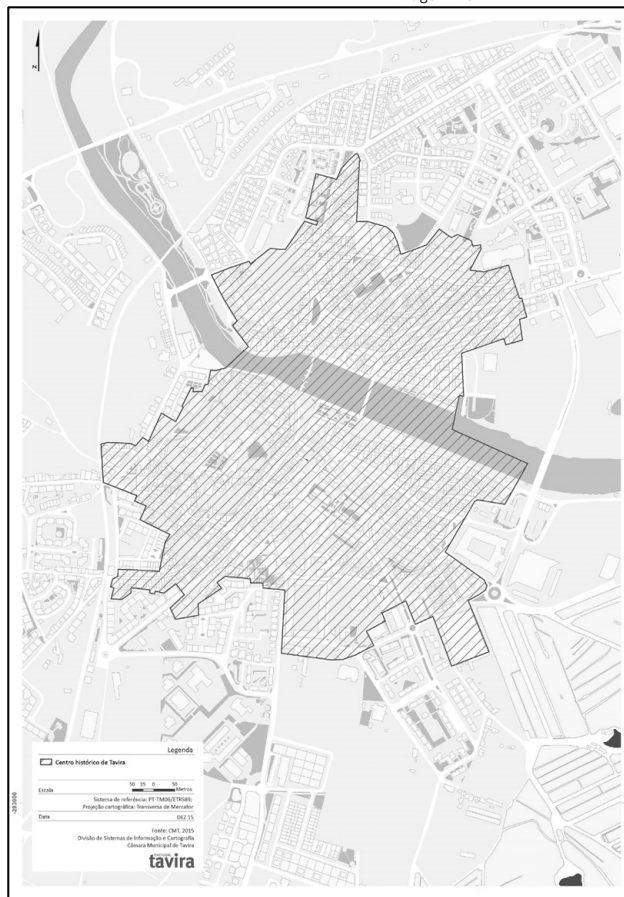 N
Legenda
Centro histórico de Tavira
50 25 0 50
Escala Metros
Sistema de referência: PT-TM06/ETRS89;
Projeção cartográfica: Transversa de Mercator
Data DEZ 15
Fonte: CMT, 2015
Divisão de Sistemas de Informação e Cartografia
Câmara Municipal de Tavira
tavira
-283000